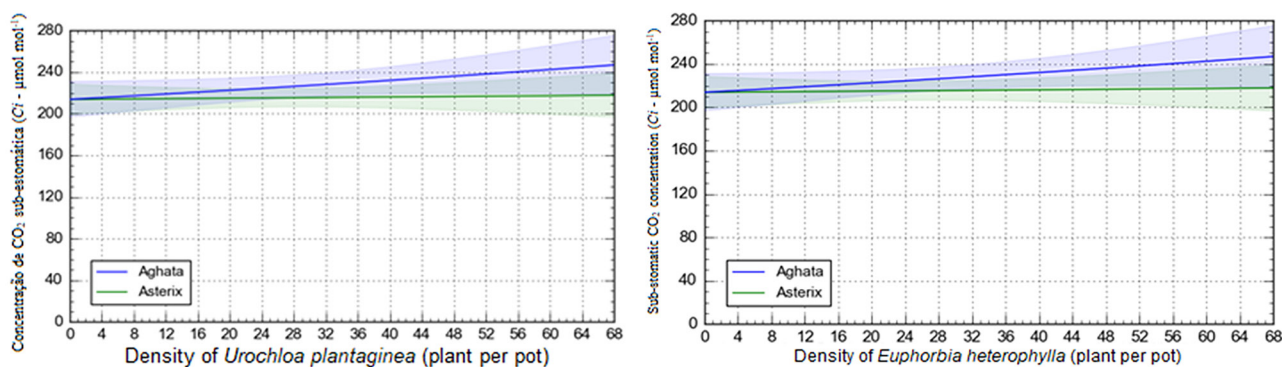 Concentração de CO₂ sub-estomática (Ci - µmol mol⁻¹)
280
240
200
160
120
80
40
0
Aghata
Asterix
0 4 8 12 16 20 24 28 32 36 40 44 48 52 56 60 64 68
Density of Urochloa plantaginea (plant per pot)
Sub-stomatic CO₂ concentration (Ci - µmol mol⁻¹)
280
240
200
160
120
80
40
0
Aghata
Asterix
0 4 8 12 16 20 24 28 32 36 40 44 48 52 56 60 64 68
Density of Euphorbia heterophylla (plant per pot)